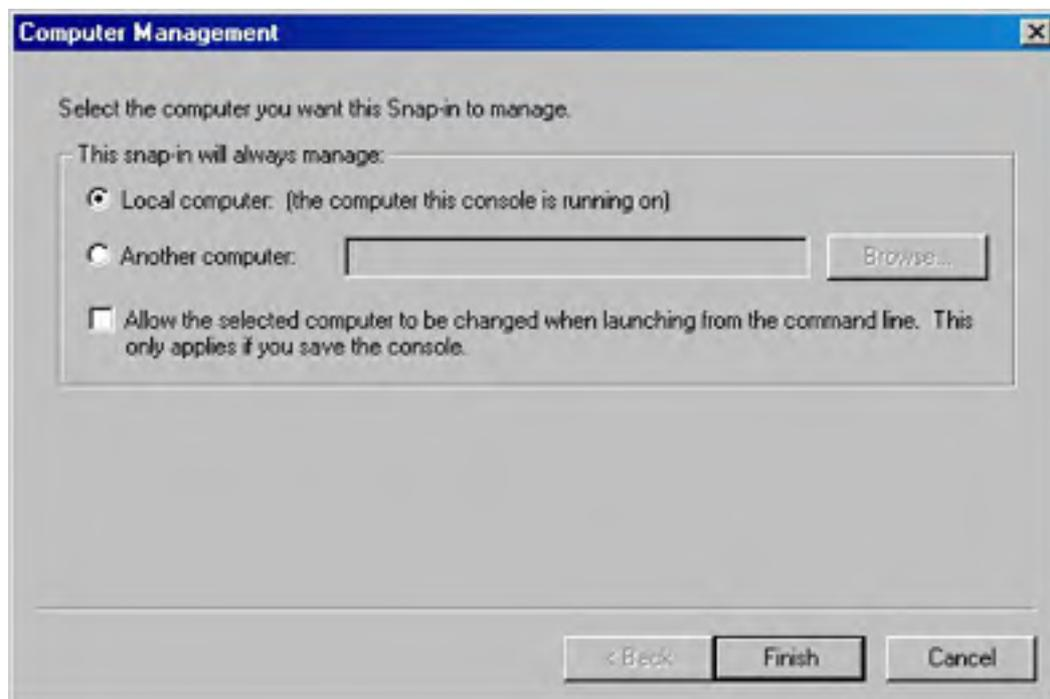 Computer Management
Select the computer you want this Snap-in to manage.
This snap-in will always manage:
Local computer: (the computer this console is running on)
Another computer:
Browse...
Allow the selected computer to be changed when launching from the command line. This
only applies if you save the console.
< Back
Finish
Cancel